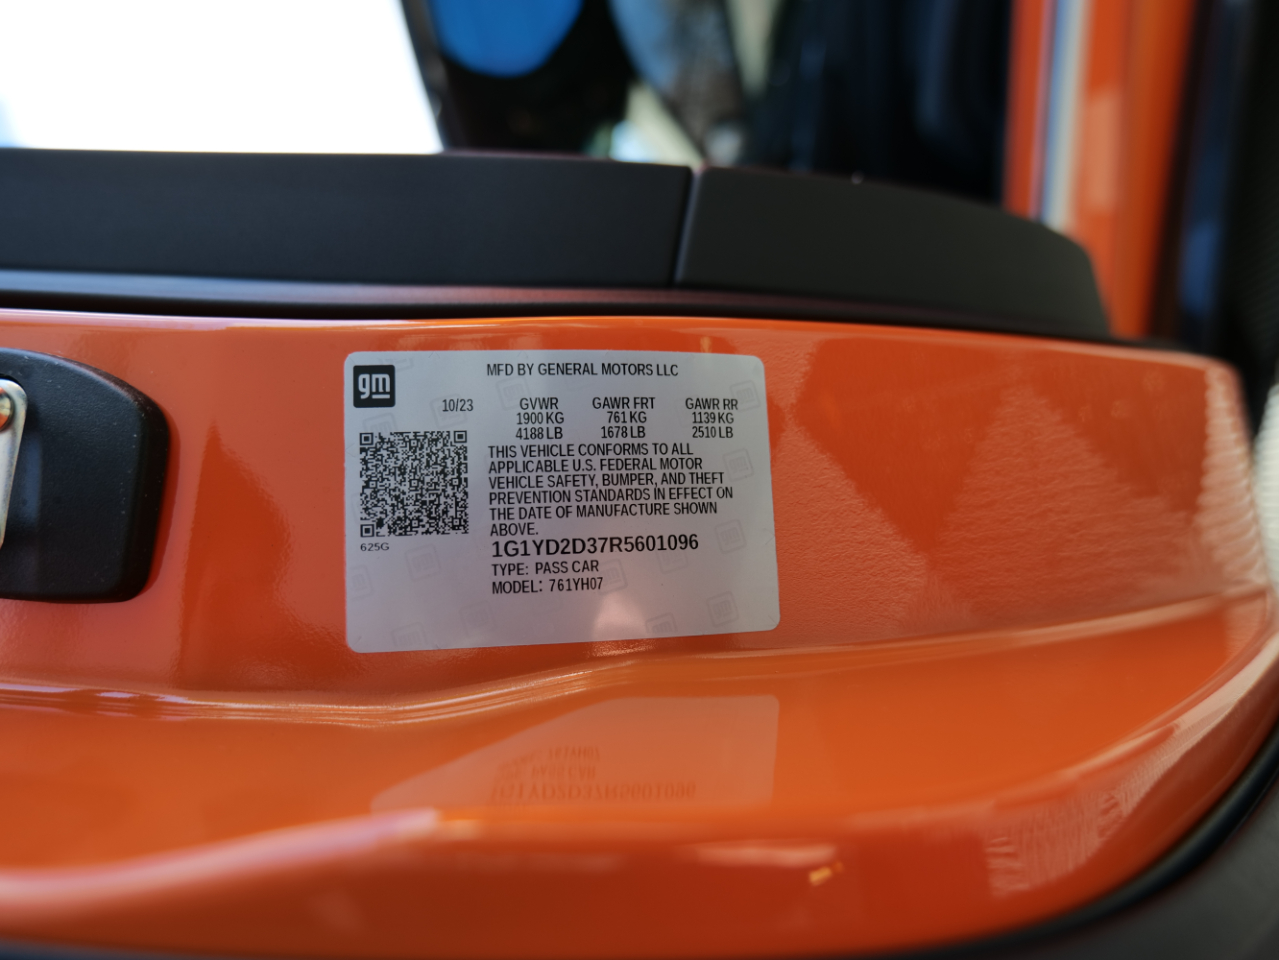 gm
MFD BY GENERAL MOTORS LLC
10/23
GVWR GAWR FRT GAWR RR
1900 KG 761 KG 1139 KG
4188 LB 1678 LB 2510 LB
THIS VEHICLE CONFORMS TO ALL
APPLICABLE U.S. FEDERAL MOTOR
VEHICLE SAFETY, BUMPER, AND THEFT
PREVENTION STANDARDS IN EFFECT ON
THE DATE OF MANUFACTURE SHOWN
ABOVE.
625G
1G1YD2D37R5601096
TYPE: PASS CAR
MODEL: 761YH07